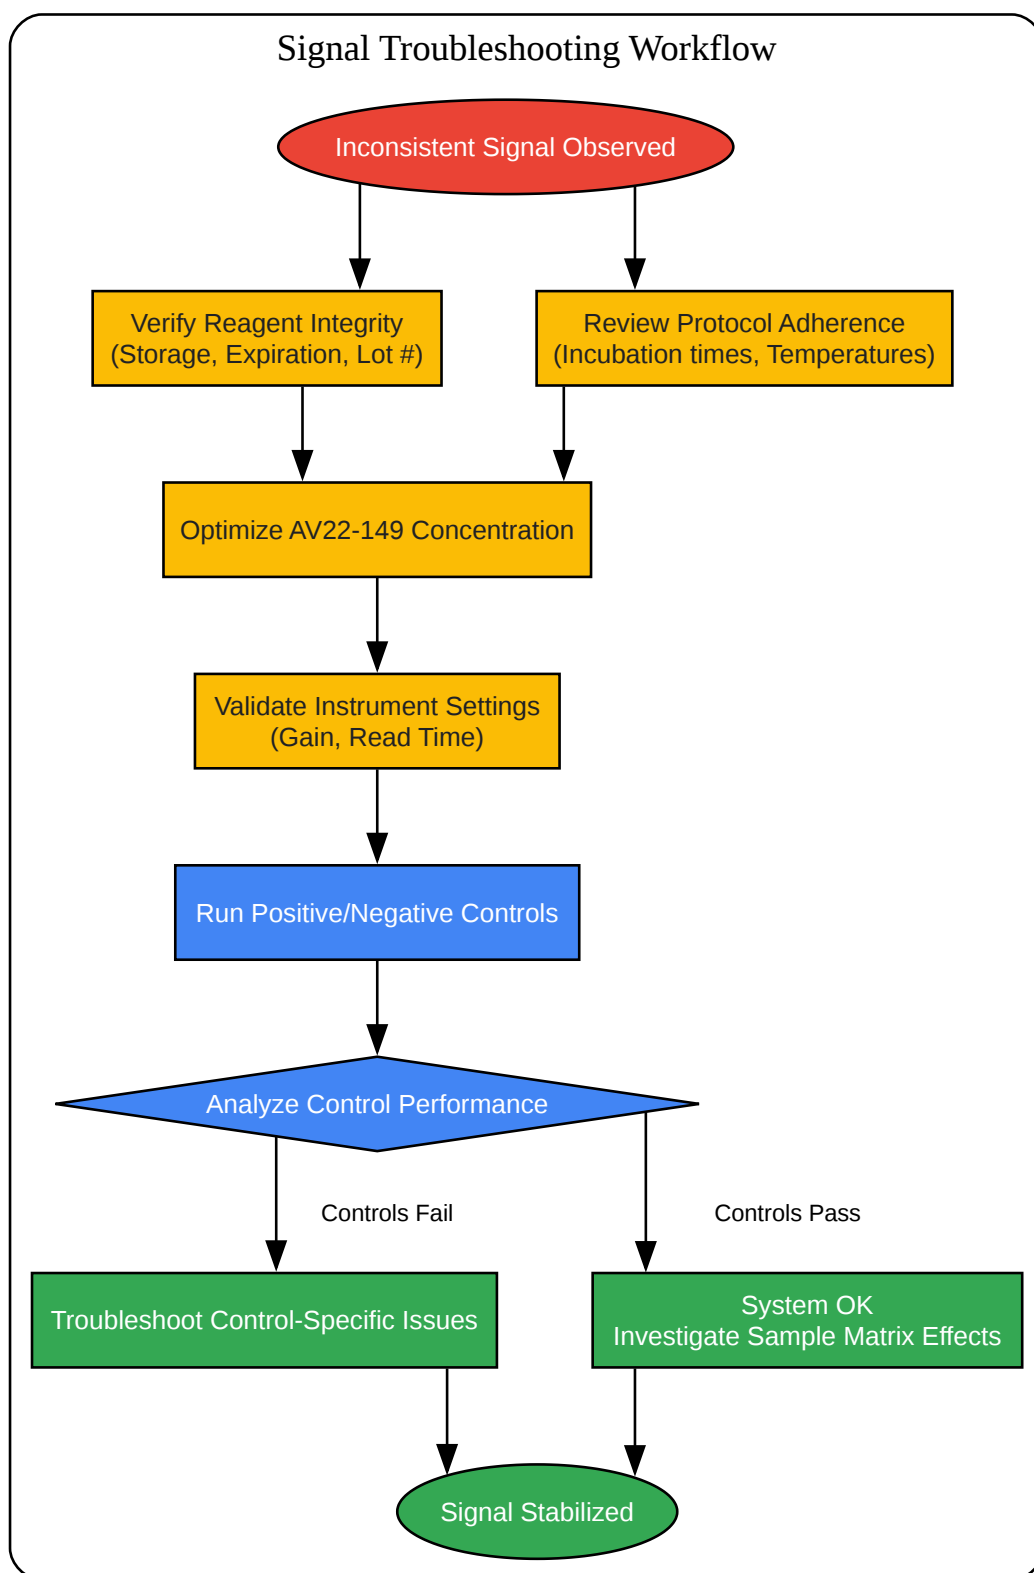 Signal Troubleshooting Workflow
Inconsistent Signal Observed
Verify Reagent Integrity
(Storage, Expiration, Lot #)
Review Protocol Adherence
(Incubation times, Temperatures)
Optimize AV22-149 Concentration
Validate Instrument Settings
(Gain, Read Time)
Run Positive/Negative Controls
Analyze Control Performance
Controls Fail
Controls Pass
Troubleshoot Control-Specific Issues
System OK
Investigate Sample Matrix Effects
Signal Stabilized